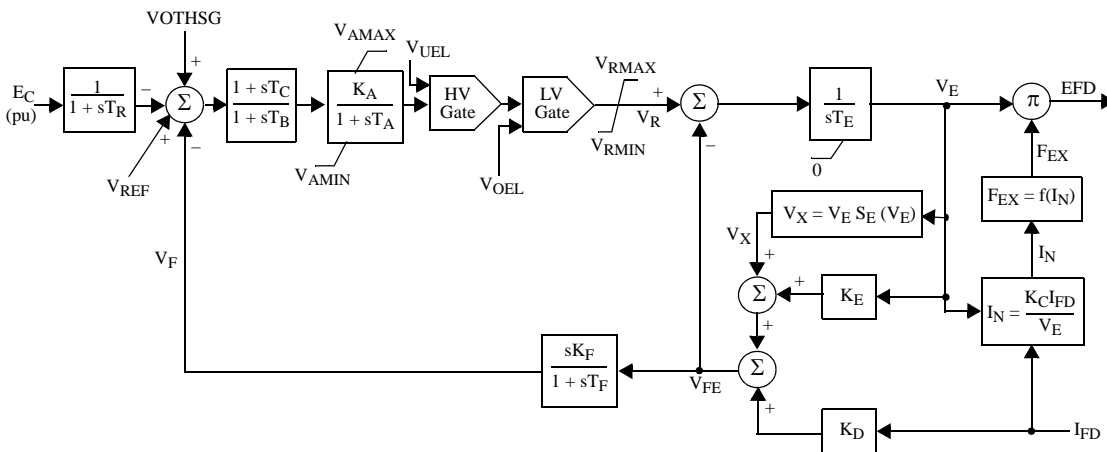 VOTHSG
E_C
(pu)
1
1 + sT_R
–
+
Σ
+
–
V_REF
1 + sT_C
1 + sT_B
V_AMAX
K_A
1 + sT_A
V_AMIN
V_UEL
HV
Gate
LV
Gate
V_OEL
V_RMAX
V_R
V_RMIN
+
Σ
–
1
sT_E
0
V_E
π
EFD
F_EX
F_EX = f(I_N)
I_N
I_N = K_C I_FD
V_E
V_X = V_E S_E (V_E)
V_X
+
Σ
+
K_E
+
Σ
+
K_D
I_FD
V_FE
sK_F
1 + sT_F
V_F